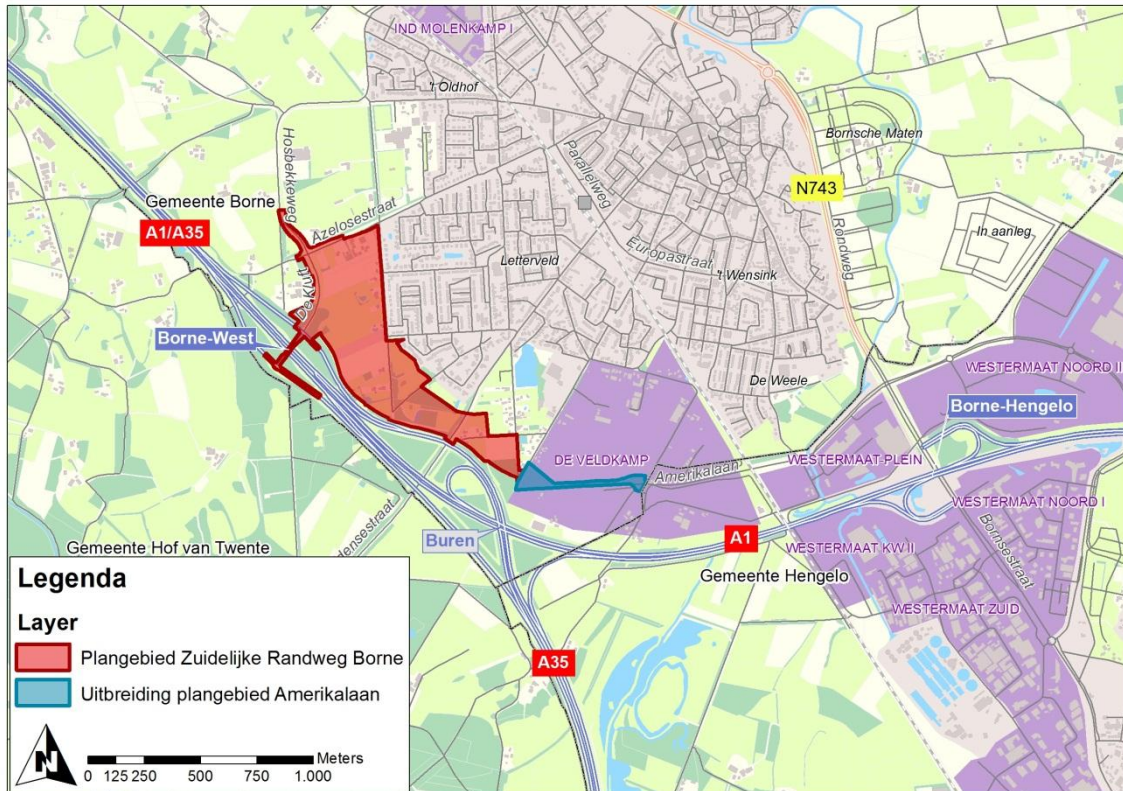 IND MOLENKAMP I
't Oldhof
Hosbekkeweg
Parallelweg
Bornsche Maten
N743
Gemeente Borne
A1/A35
Azelosestraat
Rondweg
In aanleg
Letterveld
Europastraat
't Wensink
De Kluft
Borne-West
De Weele
WESTERMAAT NOORD II
Borne-Hengelo
DE VELDKAMP
Amerikalaan
WESTERMAAT-PLEIN
WESTERMAAT NOORD I
Bornsestraat
Buren
A1
WESTERMAAT KW II
Gemeente Hof van Twente
Gemeente Hengelo
WESTERMAAT ZUID
A35
Legenda
Layer
Plangebied Zuidelijke Randweg Borne
Uitbreiding plangebied Amerikalaan
N
Meters
0 125 250 500 750 1.000